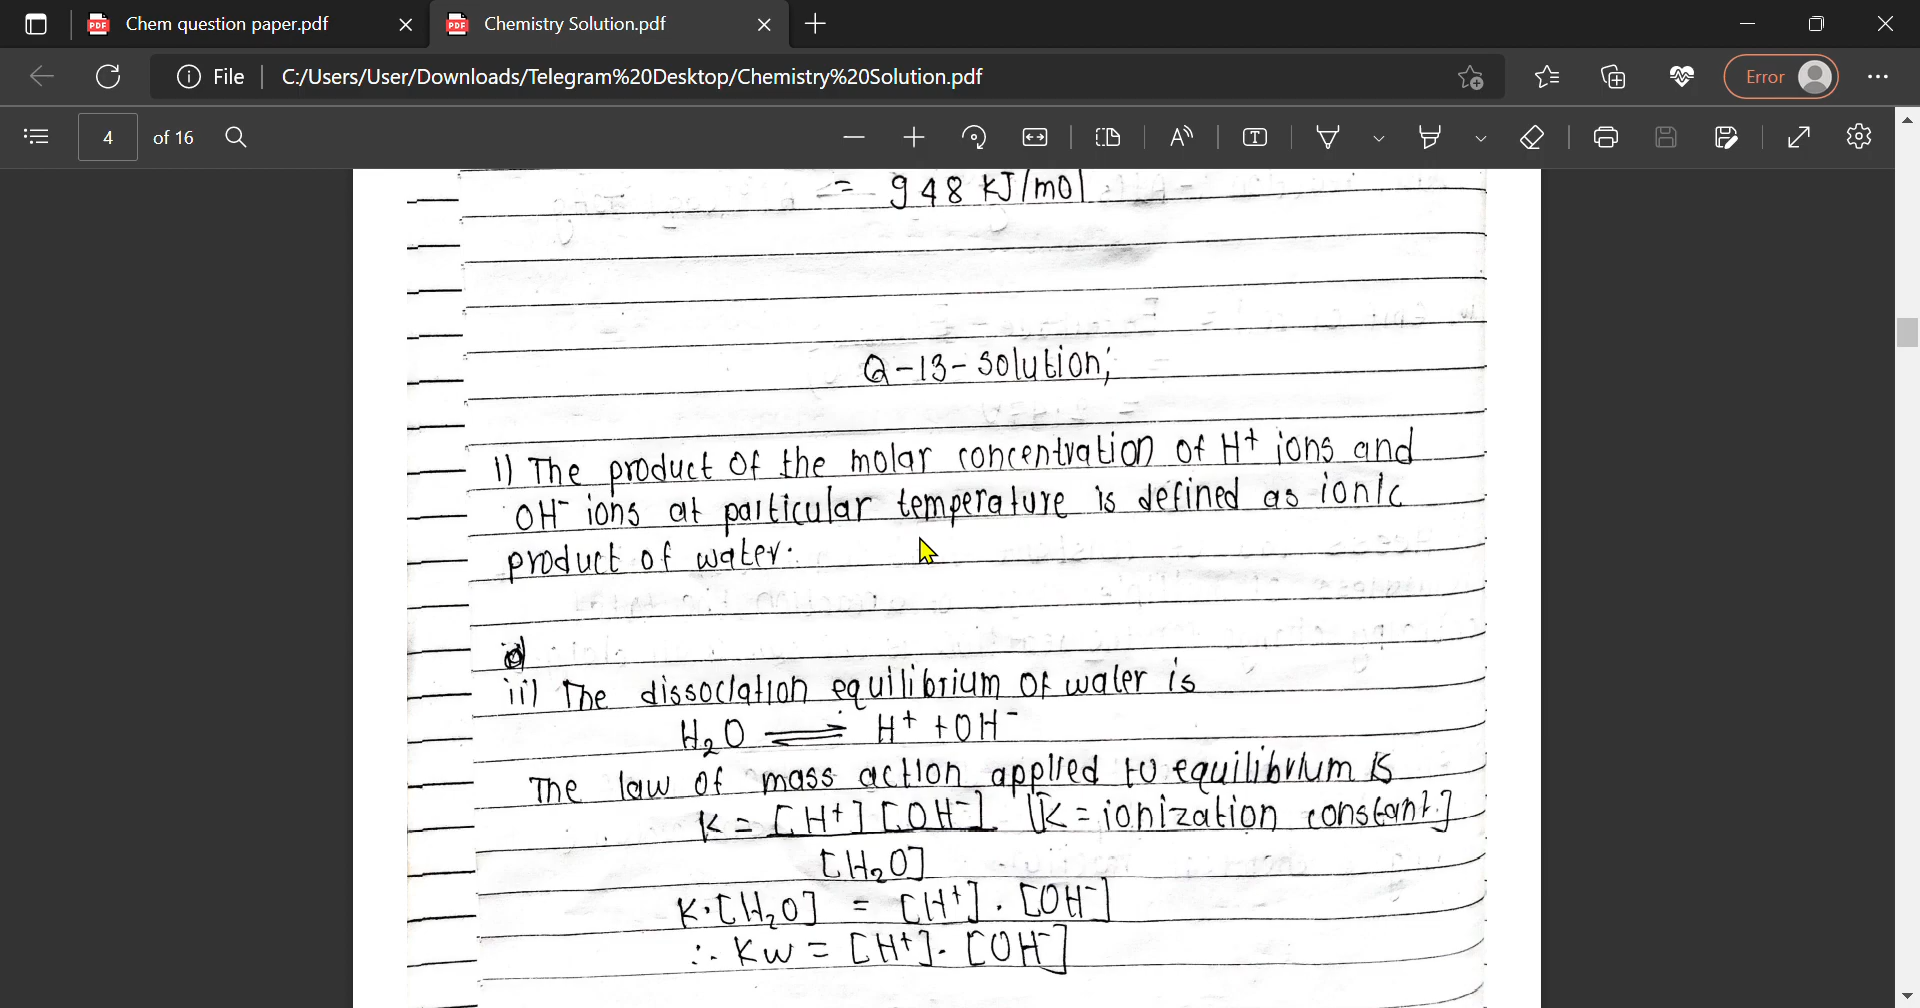 Chem question paper.pdf
Chemistry Solution.pdf
File
C:/Users/User/Downloads/Telegram%20Desktop/Chemistry%20Solution.pdf
Error
4 of 16
= 948 KJ/mol
Q-13- Solution;
i) The product of the molar concentration of H+ ions and
OH- ions at particular temperature is defined as ionic
product of water.
iii) The dissociation equilibrium of water is
H₂O ⇌ H+ + OH-
The law of mass action applied to equilibrium is
K = [H+] [OH-] [K = ionization constant.]
[H₂O]
K·[H₂O] = [H+] . [OH-]
∴ Kw = [H+]. [OH-]